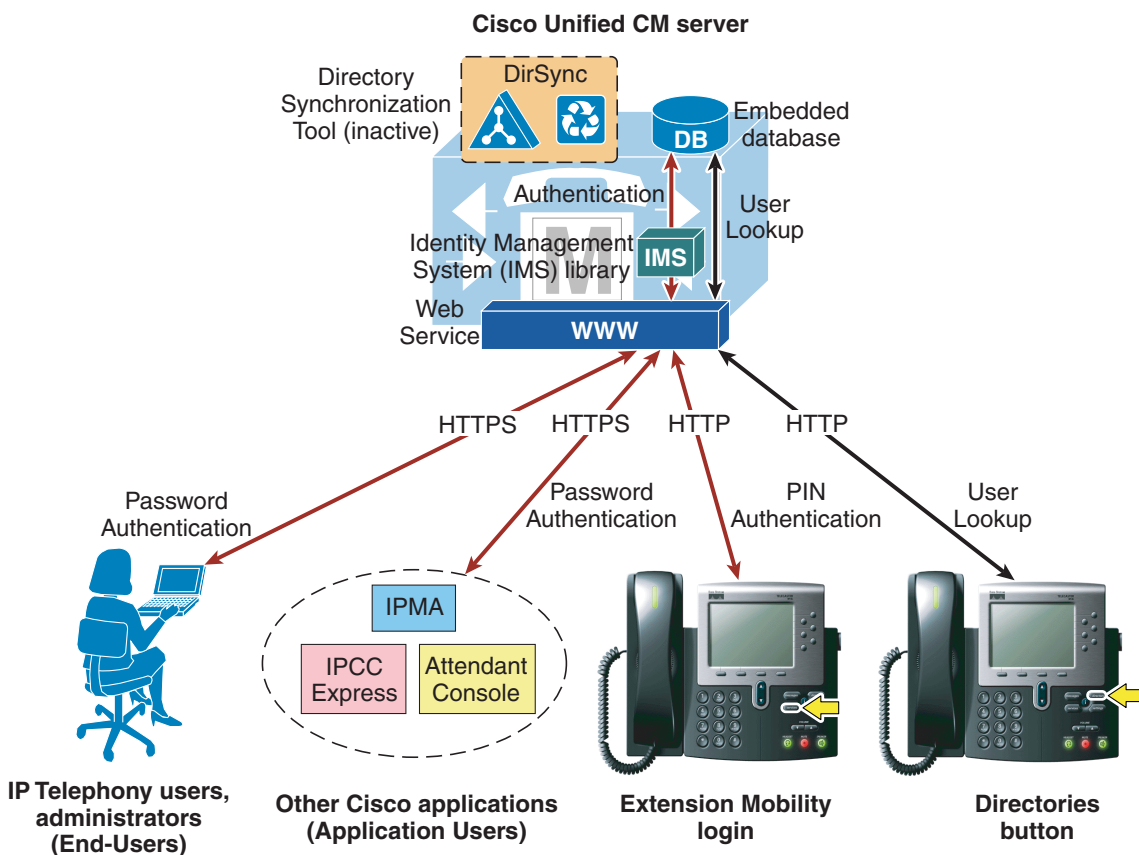 Cisco Unified CM server
Directory
Synchronization
Tool (inactive)
DirSync
DB
Embedded
database
Authentication
User
Lookup
Identity Management
System (IMS) library
IMS
M
Web
Service
WWW
HTTPS
HTTPS
HTTP
HTTP
Password
Authentication
Password
Authentication
PIN
Authentication
User
Lookup
IPMA
IPCC
Express
Attendant
Console
IP Telephony users,
administrators
(End-Users)
Other Cisco applications
(Application Users)
Extension Mobility
login
Directories
button